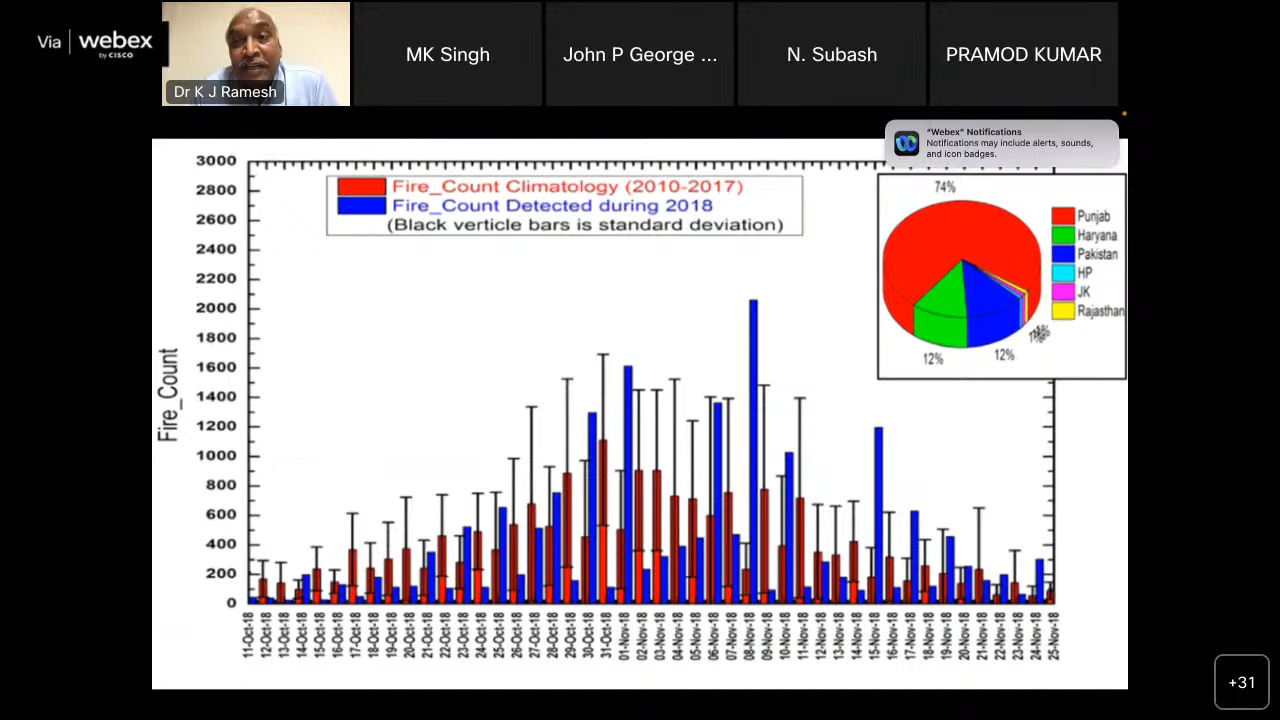 Via webex
by CISCO
Dr K J Ramesh
MK Singh
John P George ...
N. Subash
PRAMOD KUMAR
"Webex" Notifications
Notifications may include alerts, sounds,
and icon badges.
3000
2800
2600
2400
2200
2000
1800
1600
1400
1200
1000
800
600
400
200
0
Fire_Count
Fire_Count Climatology (2010-2017)
Fire_Count Detected during 2018
(Black verticle bars is standard deviation)
74%
12%
12%
Punjab
Haryana
Pakistan
HP
JK
Rajasthan
11-Oct-18
12-Oct-18
13-Oct-18
14-Oct-18
15-Oct-18
16-Oct-18
17-Oct-18
18-Oct-18
19-Oct-18
20-Oct-18
21-Oct-18
22-Oct-18
23-Oct-18
24-Oct-18
25-Oct-18
26-Oct-18
27-Oct-18
28-Oct-18
29-Oct-18
30-Oct-18
31-Oct-18
01-Nov-18
02-Nov-18
03-Nov-18
04-Nov-18
05-Nov-18
06-Nov-18
07-Nov-18
08-Nov-18
09-Nov-18
10-Nov-18
11-Nov-18
12-Nov-18
13-Nov-18
14-Nov-18
15-Nov-18
16-Nov-18
17-Nov-18
18-Nov-18
19-Nov-18
20-Nov-18
21-Nov-18
22-Nov-18
23-Nov-18
24-Nov-18
25-Nov-18
+31